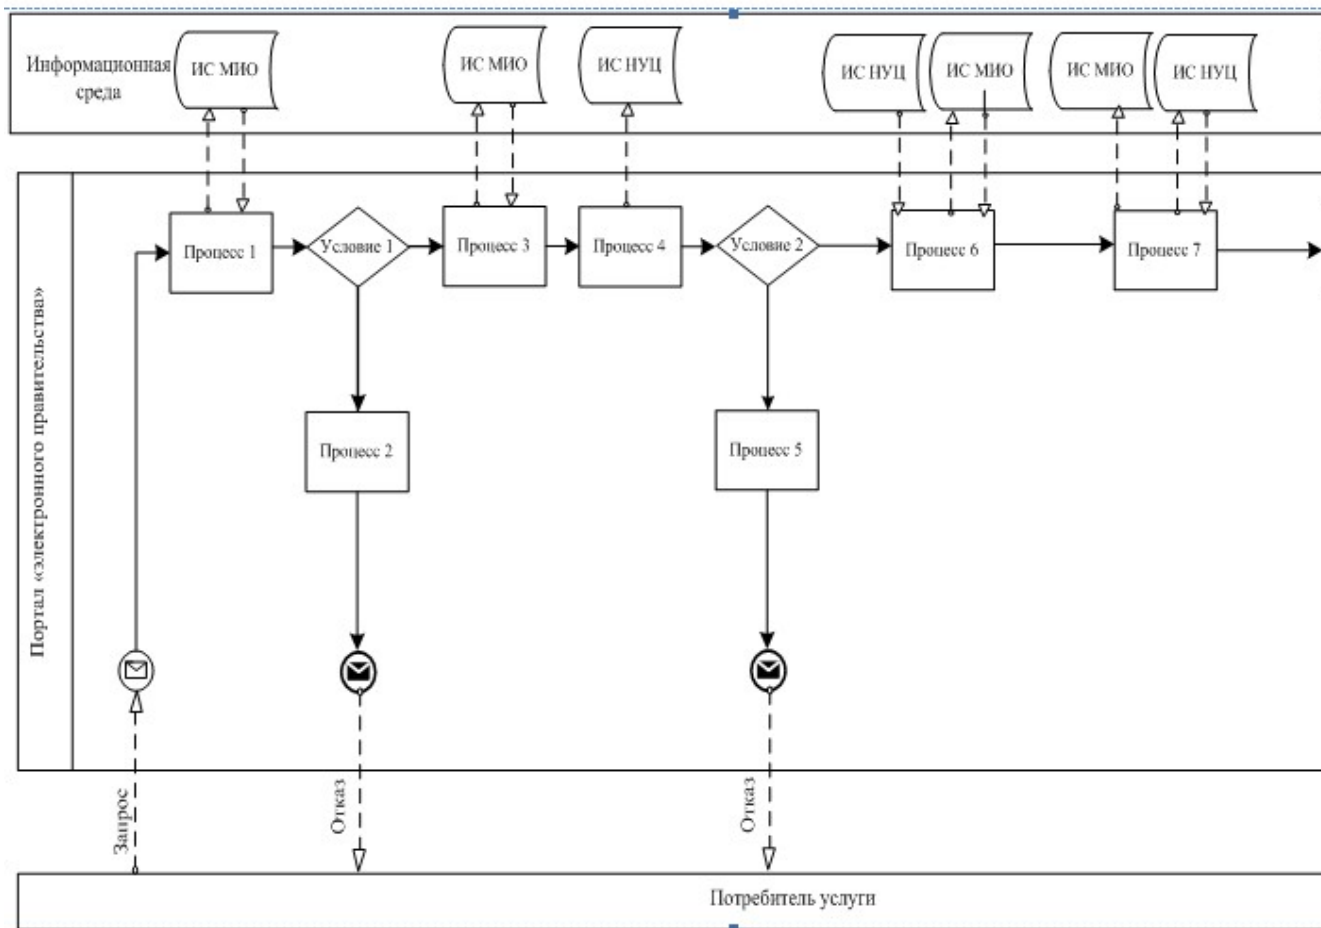 Информационная
среда
ИС МИО
ИС МИО
ИС НУЦ
ИС НУЦ
ИС МИО
ИС МИО
ИС НУЦ
Портал «электронного правительства»
Процесс 1
Условие 1
Процесс 3
Процесс 4
Условие 2
Процесс 6
Процесс 7
Процесс 2
Процесс 5
Запрос
Отказ
Отказ
Потребитель услуги